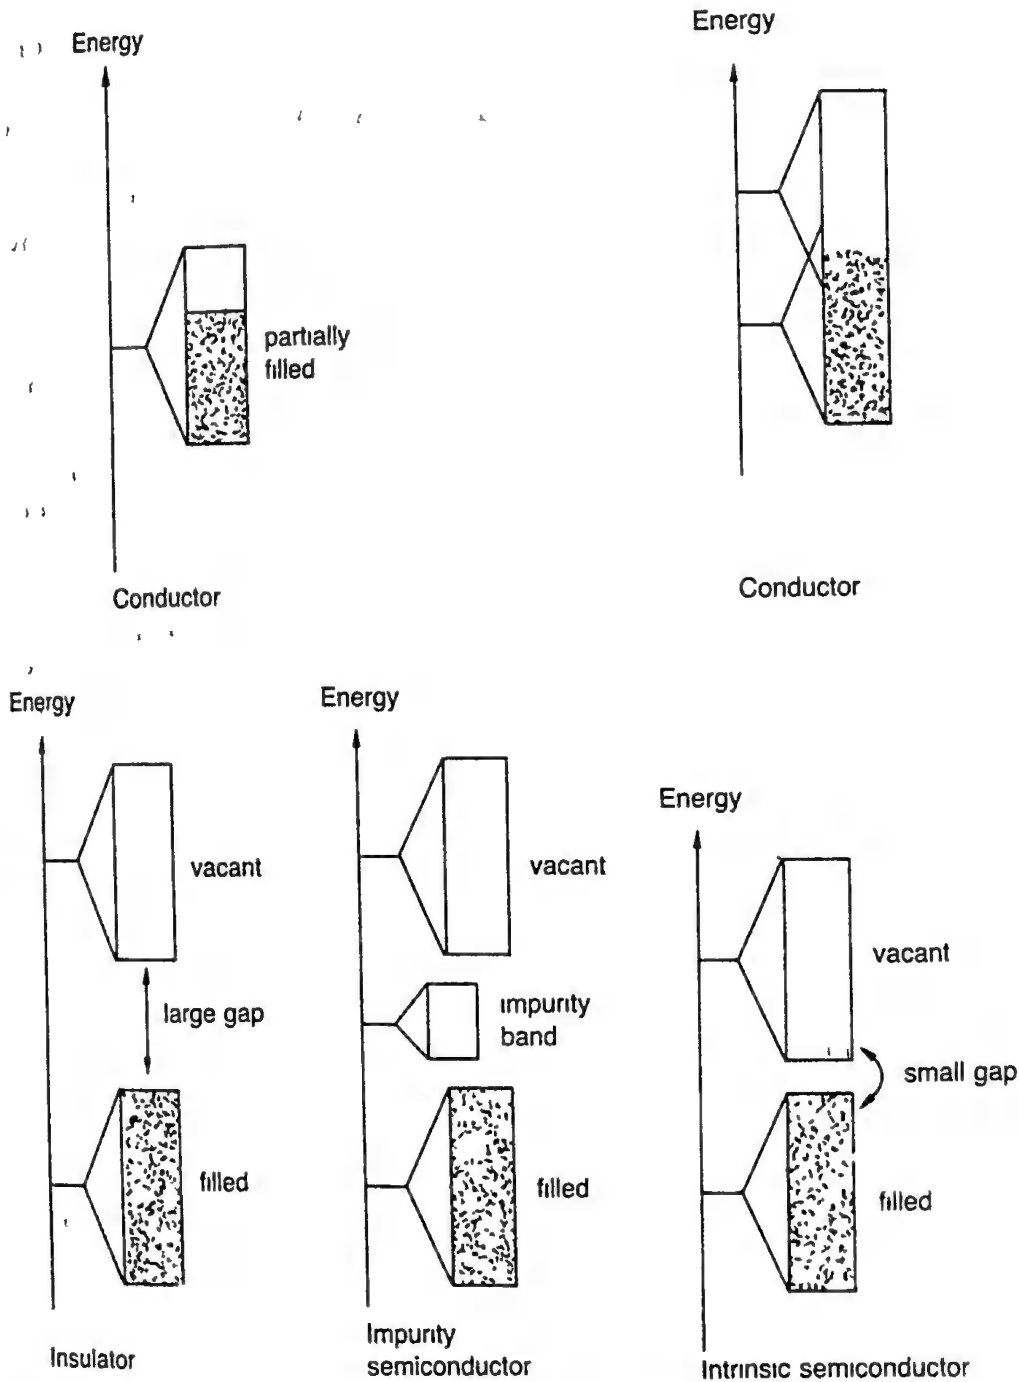 Energy
partially
filled
Conductor
Energy
Conductor
Energy
vacant
large gap
filled
Insulator
Energy
vacant
impurity
band
filled
Impurity
semiconductor
Energy
vacant
small gap
filled
Intrinsic semiconductor